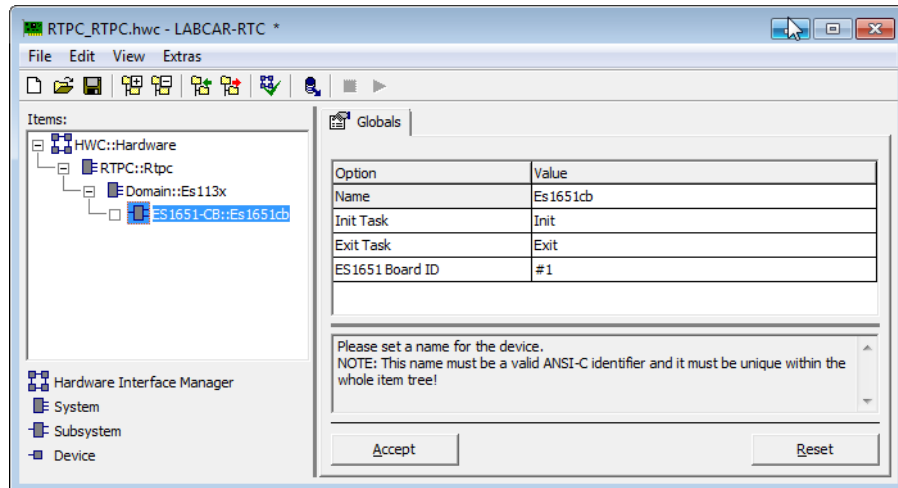 RTPC_RTPC.hwc - LABCAR-RTC *
File Edit View Extras
Items:
HWC::Hardware
RTPC::Rtpc
Domain::Es113x
ES1651-CB::Es1651cb
Hardware Interface Manager
System
Subsystem
Device
Globals
Option Value
Name Es1651cb
Init Task Init
Exit Task Exit
ES1651 Board ID #1
Please set a name for the device.
NOTE: This name must be a valid ANSI-C identifier and it must be unique within the
whole item tree!
Accept Reset